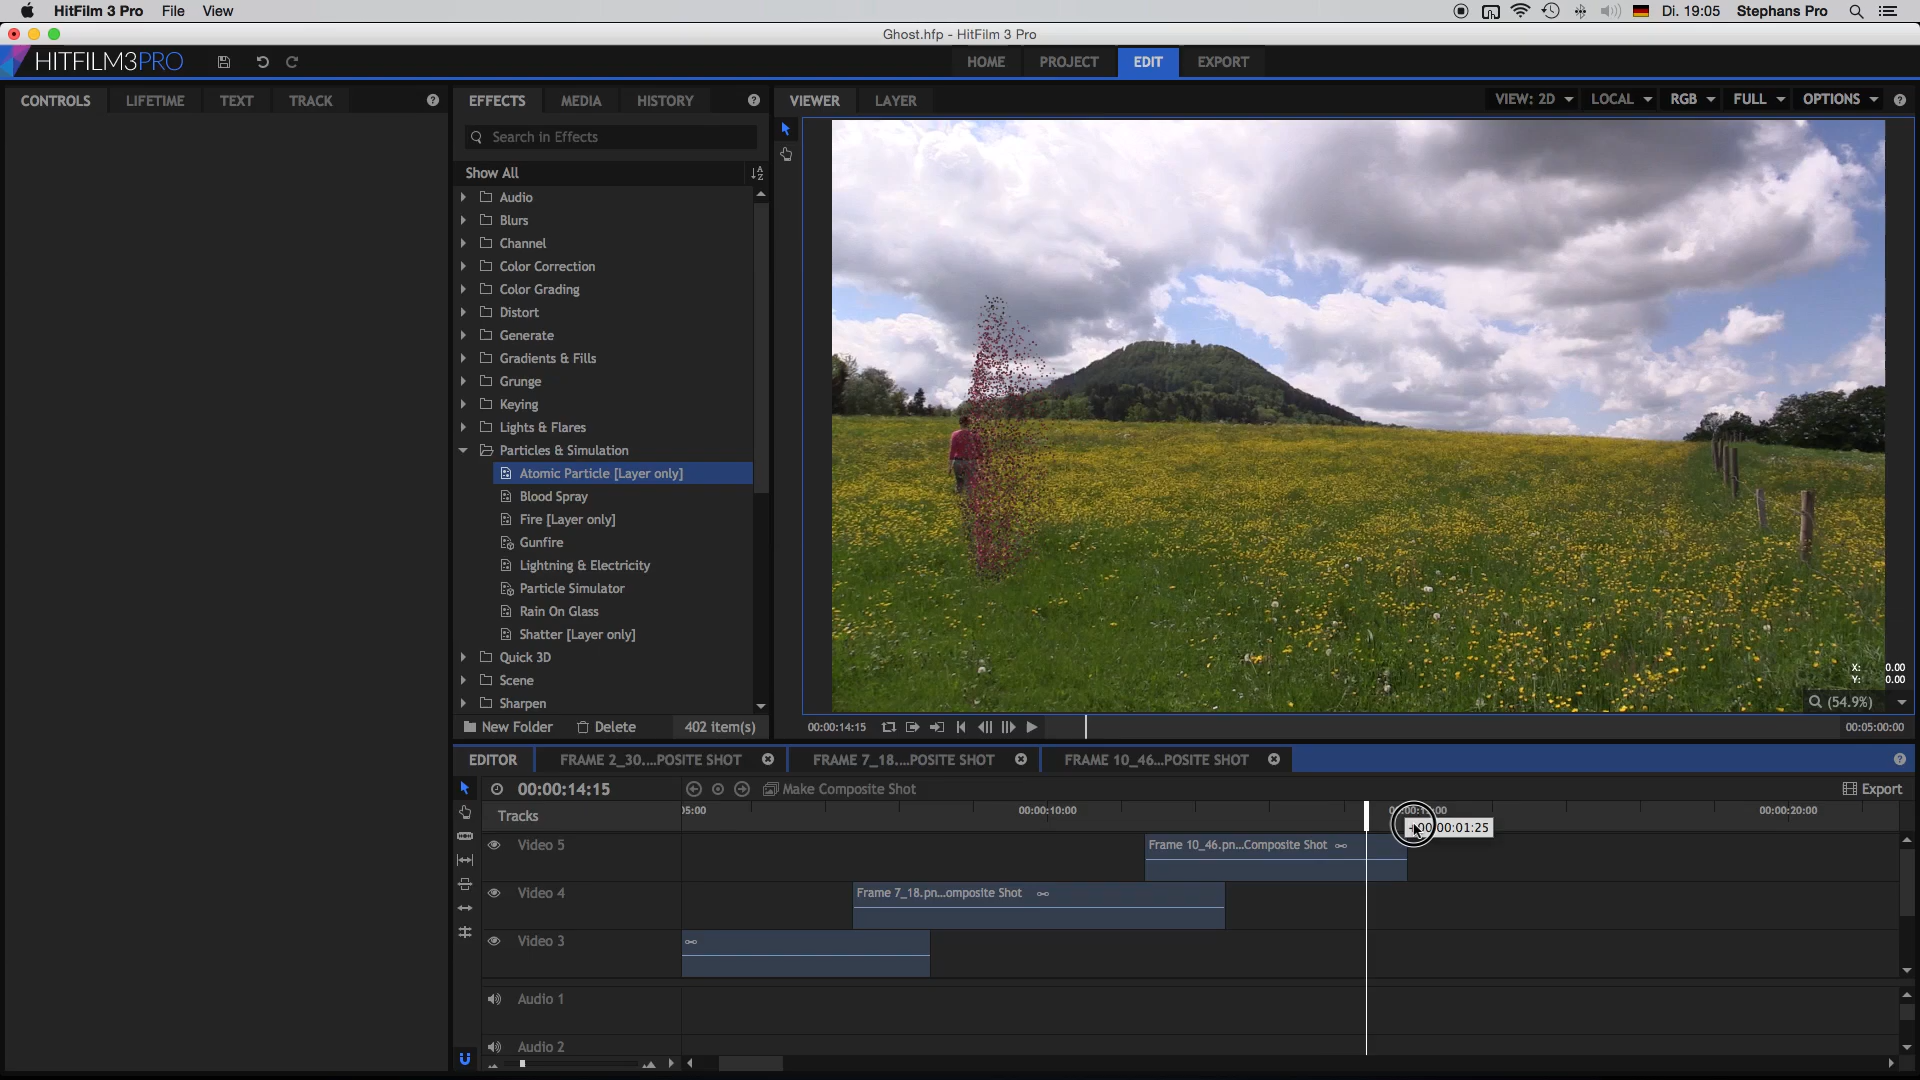 HitFilm 3 Pro File View
Di. 19:05 Stephans Pro
Ghost.hfp - HitFilm 3 Pro
HITFILM3PRO
HOME PROJECT EDIT EXPORT
CONTROLS LIFETIME TEXT TRACK
EFFECTS MEDIA HISTORY
VIEWER LAYER
VIEW: 2D LOCAL RGB FULL OPTIONS
Search in Effects
Show All
Audio
Blurs
Channel
Color Correction
Color Grading
Distort
Generate
Gradients & Fills
Grunge
Keying
Lights & Flares
Particles & Simulation
Atomic Particle [Layer only]
Blood Spray
Fire [Layer only]
Gunfire
Lightning & Electricity
Particle Simulator
Rain On Glass
Shatter [Layer only]
Quick 3D
Scene
Sharpen
New Folder Delete 402 item(s)
X: 0.00
Y: 0.00
(54.9%)
00:00:14:15
00:05:00:00
EDITOR FRAME 2_30....POSITE SHOT FRAME 7_18....POSITE SHOT FRAME 10_46...POSITE SHOT
00:00:14:15 Make Composite Shot Export
Tracks
05:00 00:00:10:00 00:00:20:00
00:00:01:25
Video 5 Frame 10_46.pn...Composite Shot
Video 4 Frame 7_18.pn...omposite Shot
Video 3
Audio 1
Audio 2